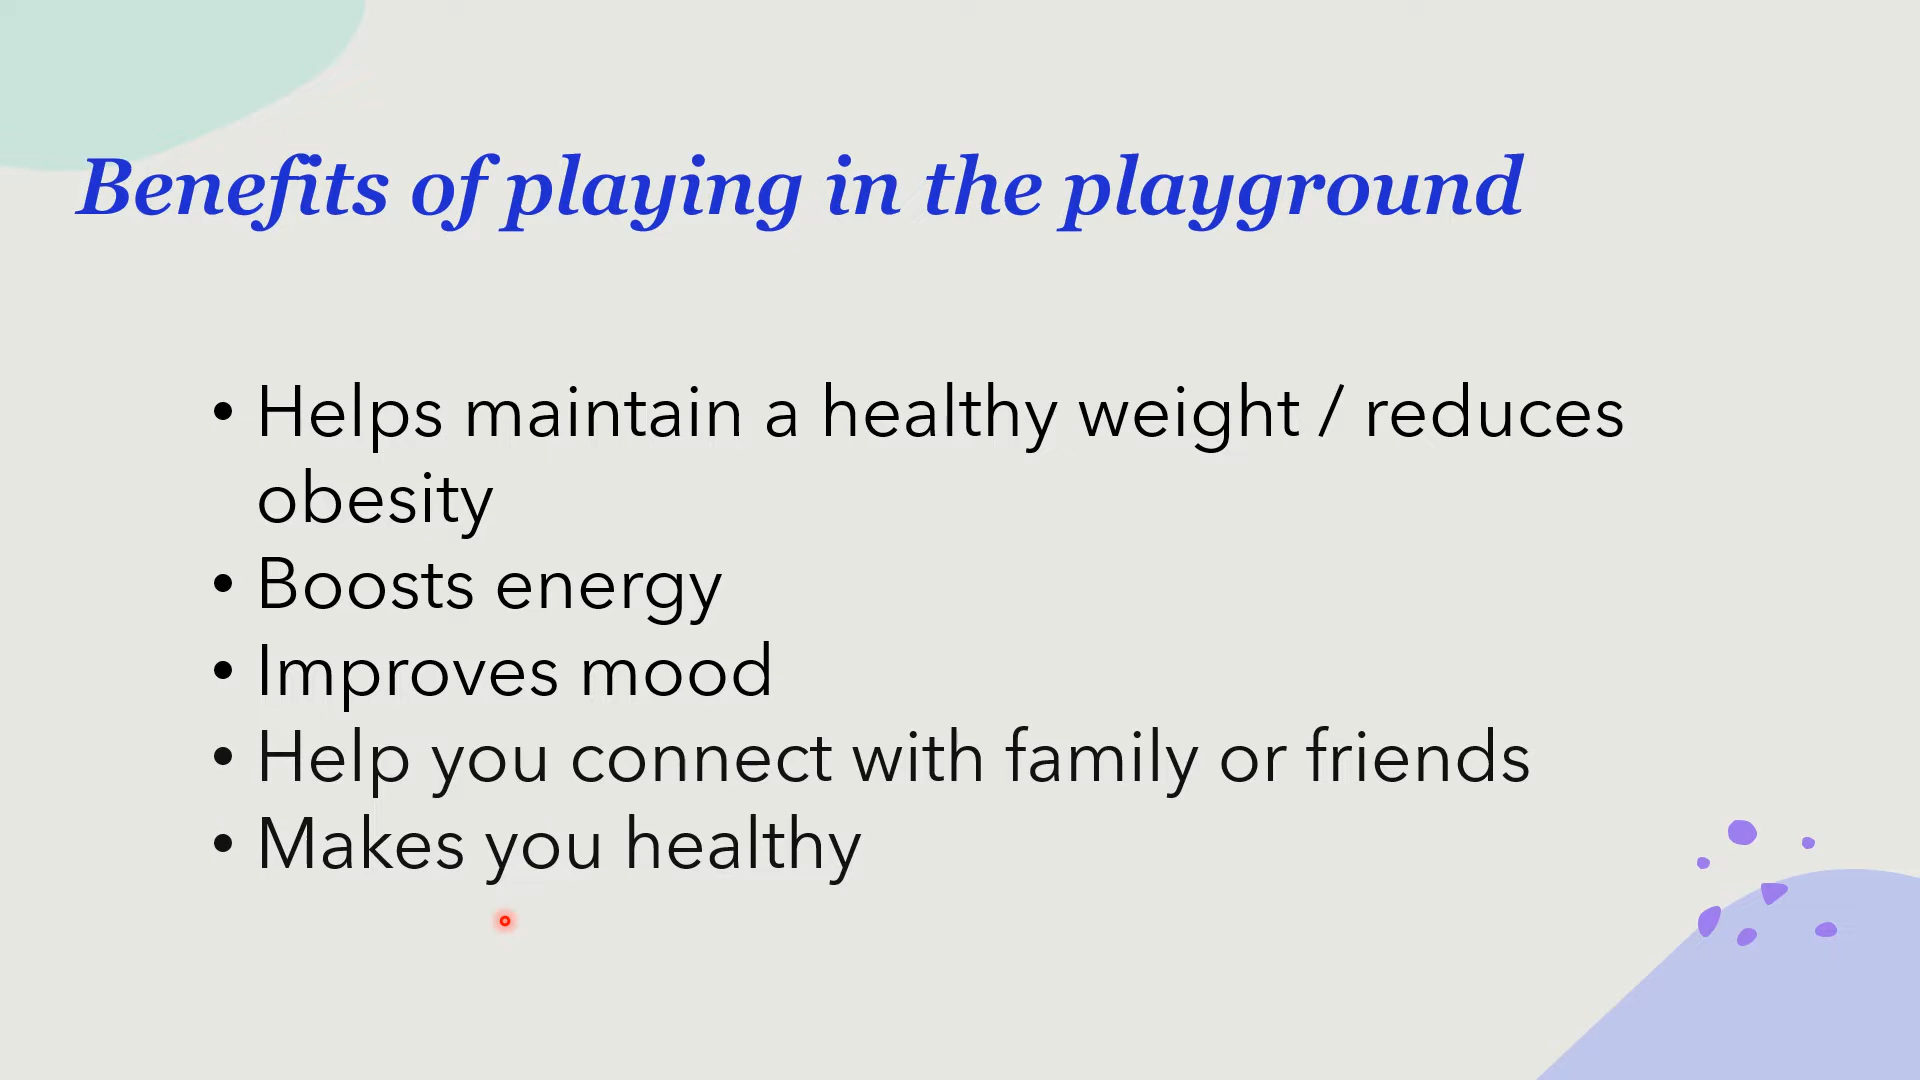 Benefits of playing in the playground
• Helps maintain a healthy weight / reduces
obesity
• Boosts energy
• Improves mood
• Help you connect with family or friends
• Makes you healthy